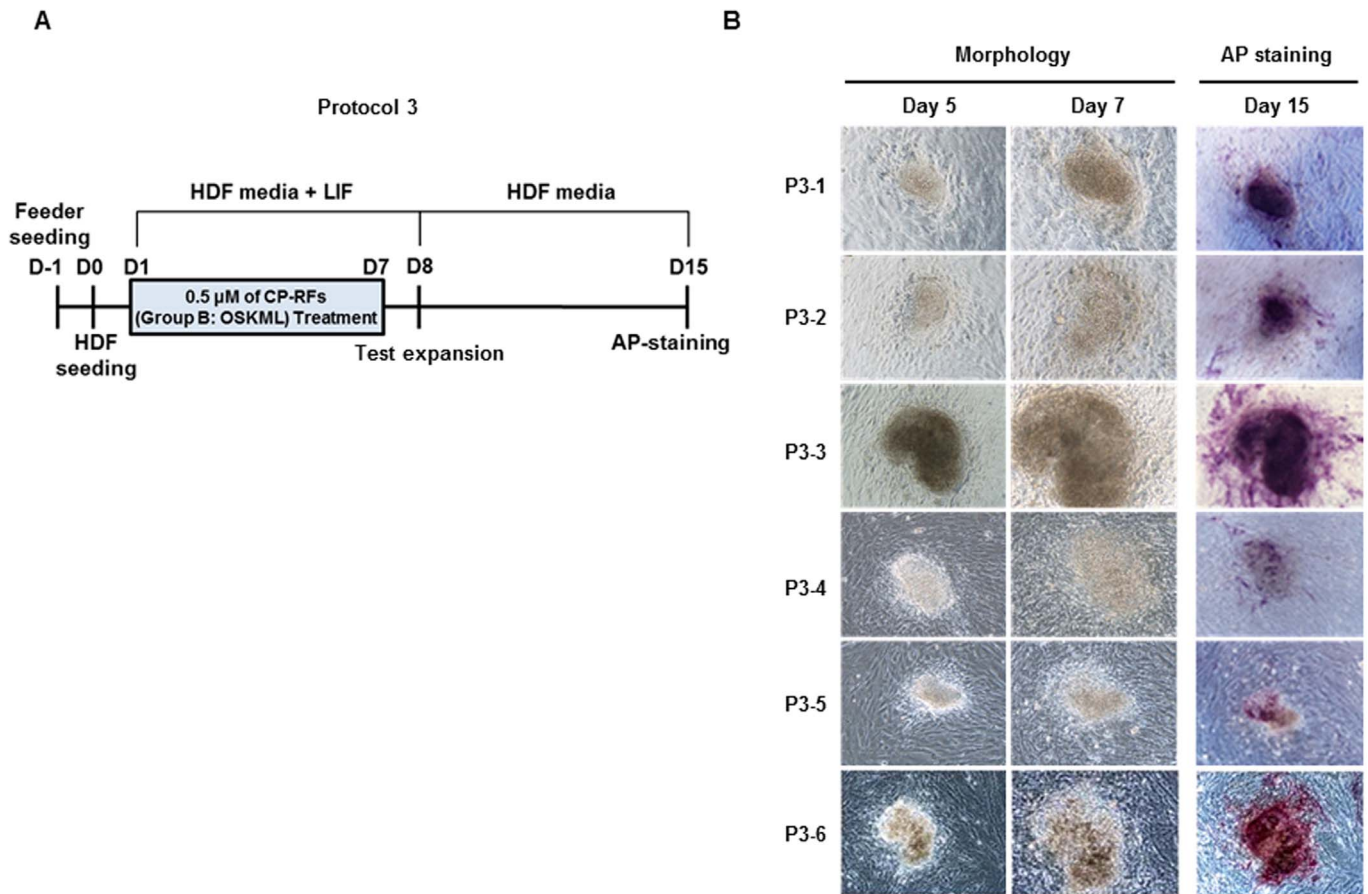 A
Protocol 3
HDF media + LIF
HDF media
Feeder
seeding
D-1
D0
D1
D7
D8
D15
0.5 μM of CP-RFs
(Group B: OSKML) Treatment
HDF
seeding
Test expansion
AP-staining
B
Morphology
AP staining
Day 5
Day 7
Day 15
P3-1
P3-2
P3-3
P3-4
P3-5
P3-6